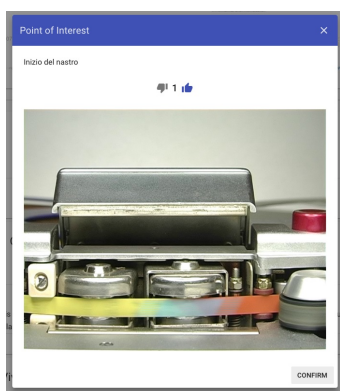 Point of Interest
Inizio del nastro
1
CONFIRM